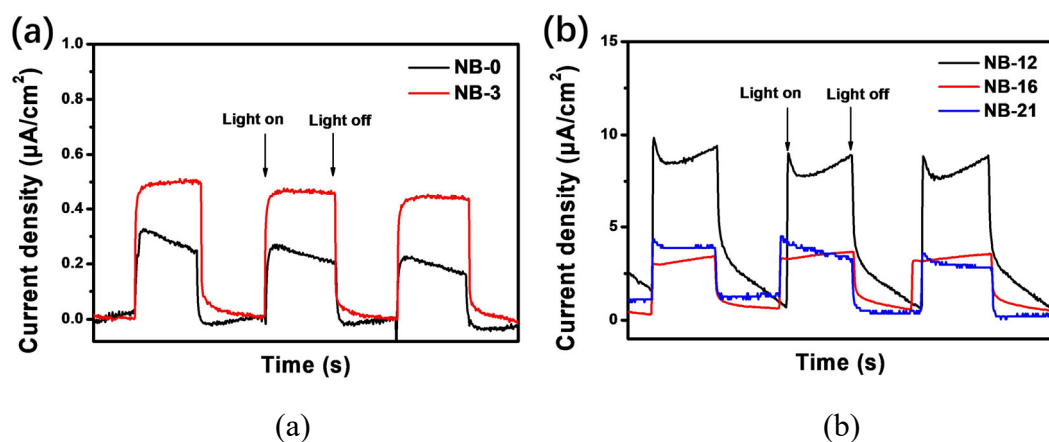 (a)
Current density (µA/cm²)
1.0
0.8
0.6
0.4
0.2
0.0
NB-0
NB-3
Light on
Light off
Time (s)
(a)
(b)
Current density (µA/cm²)
15
10
5
0
NB-12
NB-16
NB-21
Light on
Light off
Time (s)
(b)